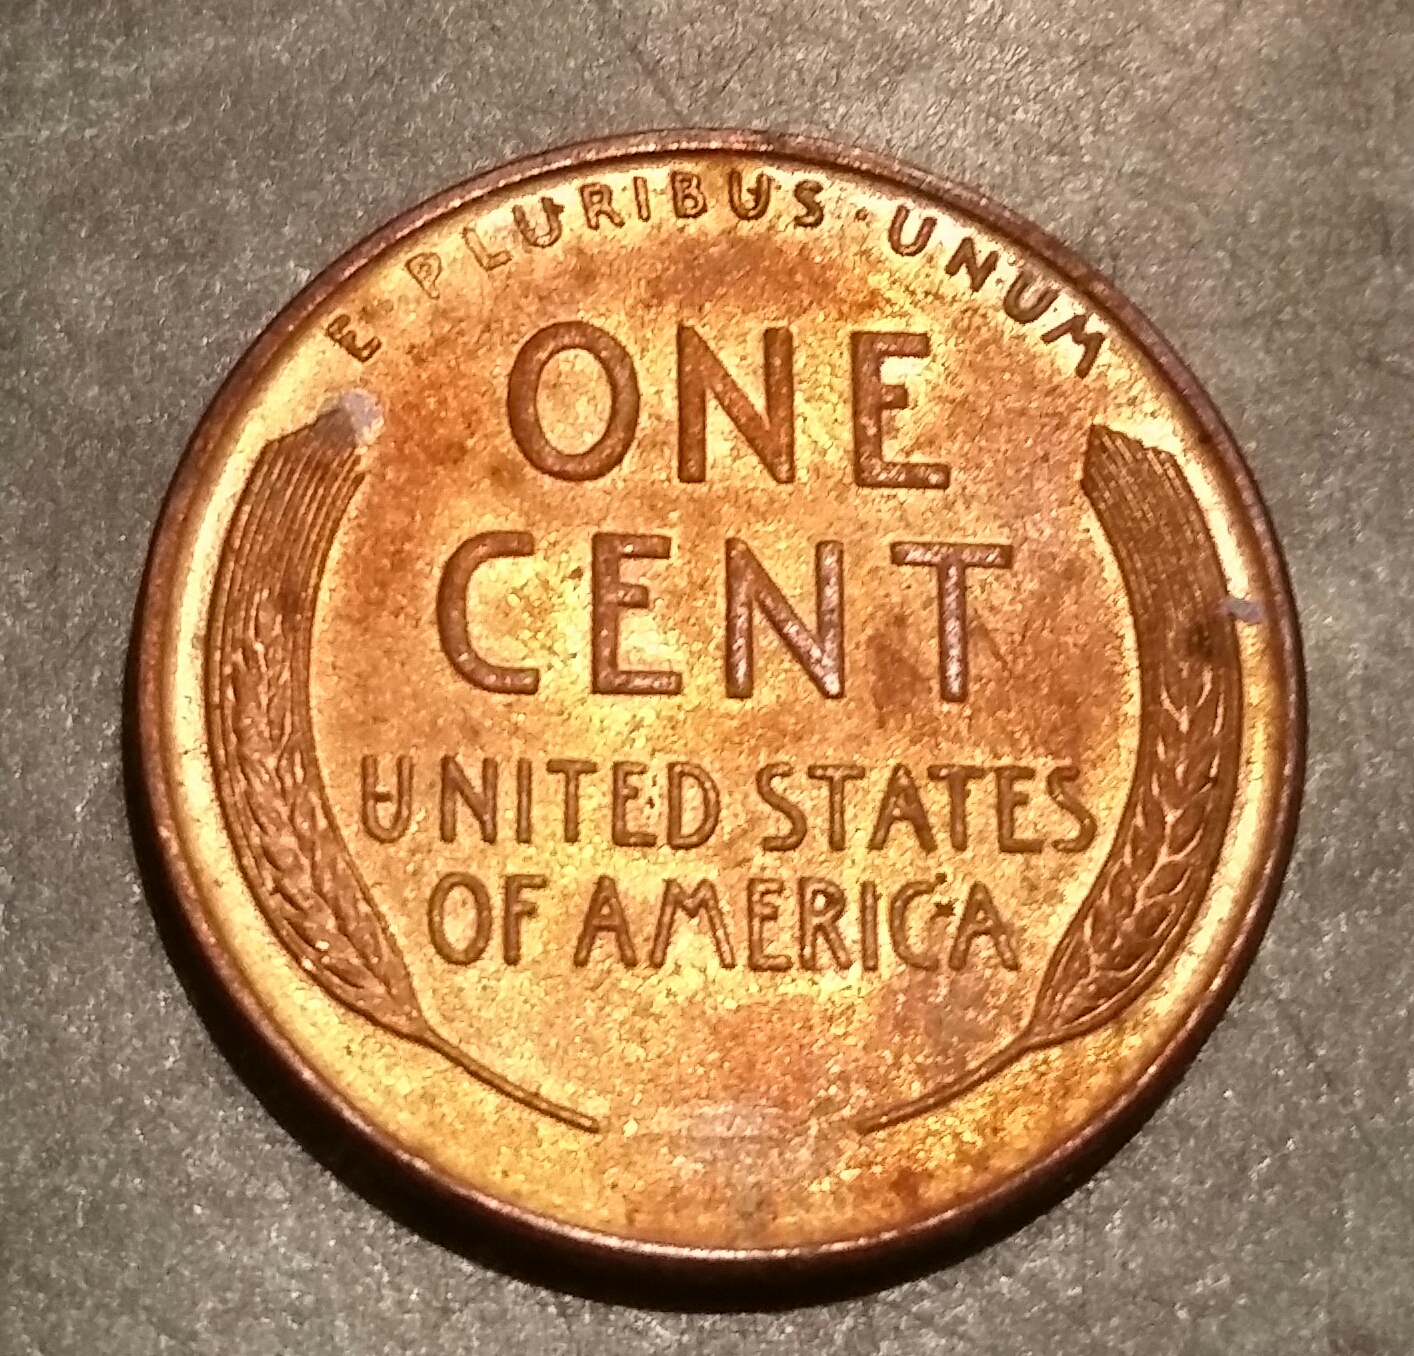 E·PLURIBUS·UNUM
ONE
CENT
UNITED STATES
OF AMERICA